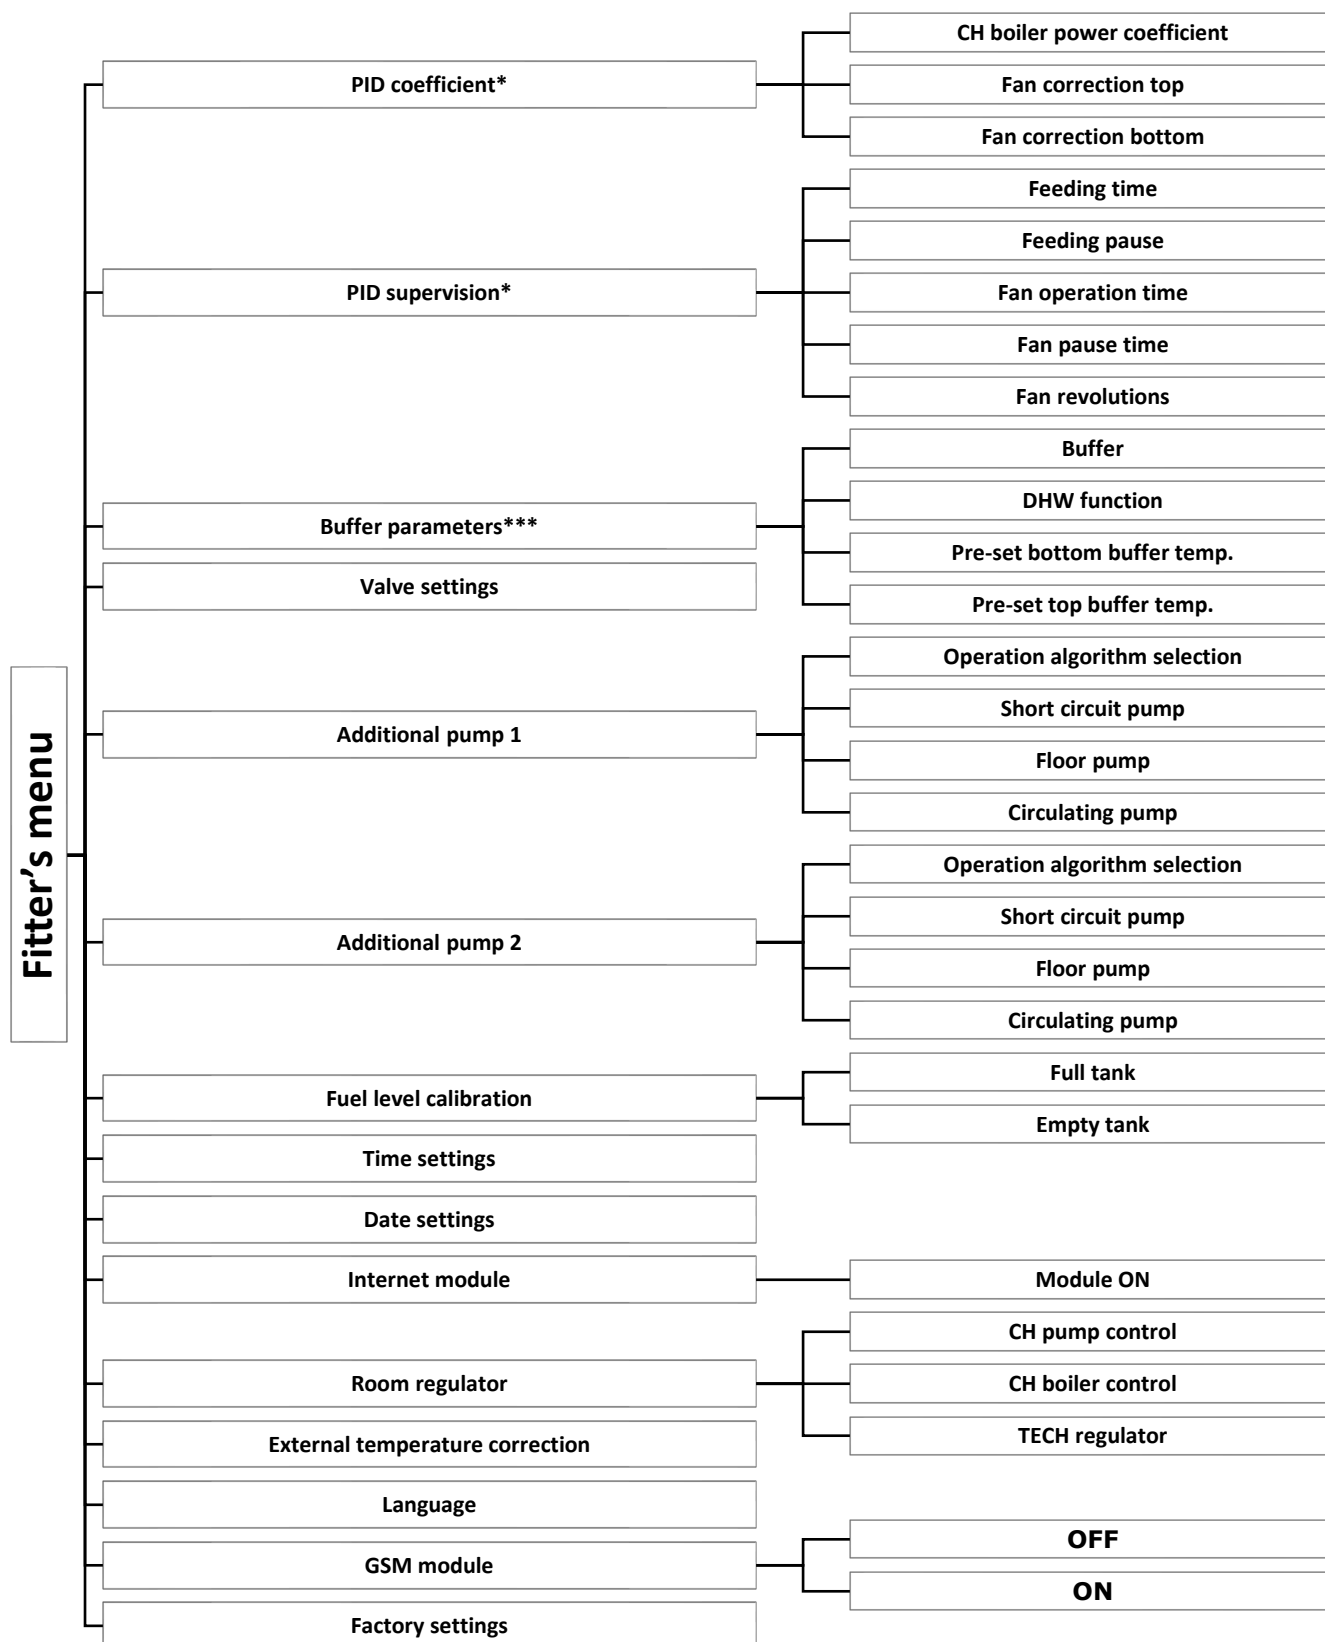 Fitter's menu
PID coefficient*
CH boiler power coefficient
Fan correction top
Fan correction bottom
PID supervision*
Feeding time
Feeding pause
Fan operation time
Fan pause time
Fan revolutions
Buffer parameters***
Buffer
DHW function
Pre-set bottom buffer temp.
Pre-set top buffer temp.
Valve settings
Additional pump 1
Operation algorithm selection
Short circuit pump
Floor pump
Circulating pump
Additional pump 2
Operation algorithm selection
Short circuit pump
Floor pump
Circulating pump
Fuel level calibration
Full tank
Empty tank
Time settings
Date settings
Internet module
Module ON
Room regulator
CH pump control
CH boiler control
TECH regulator
External temperature correction
Language
GSM module
OFF
ON
Factory settings